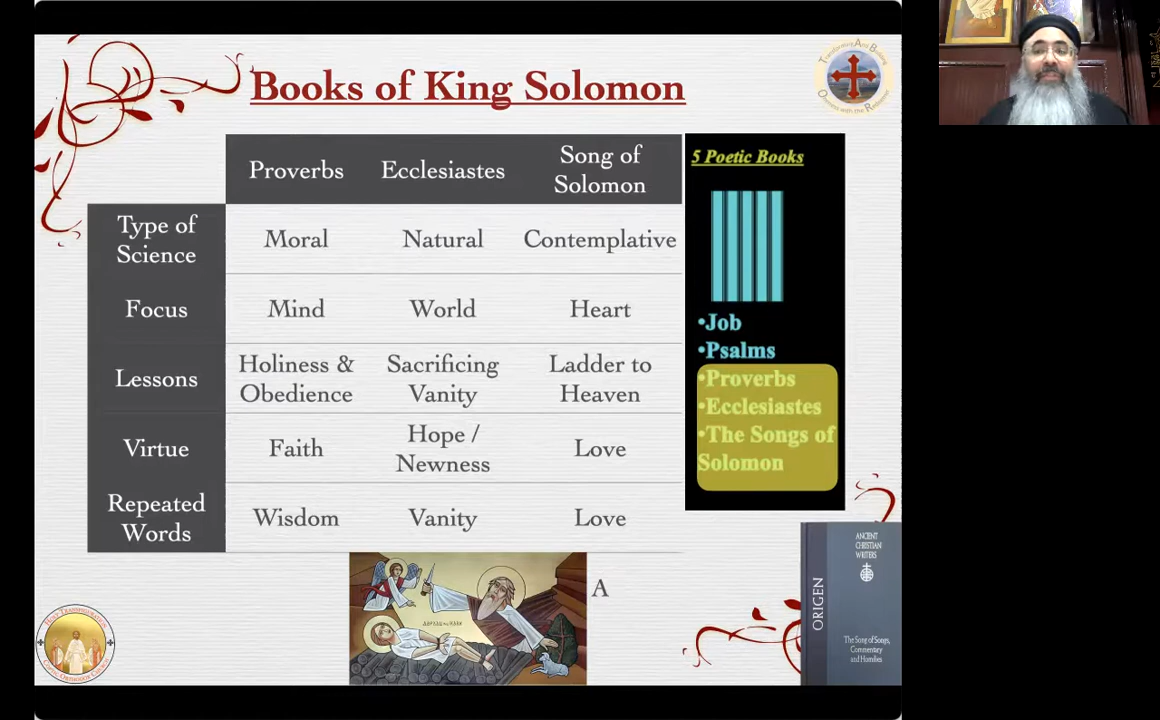 Books of King Solomon
Proverbs
Ecclesiastes
Song of
Solomon
Type of
Science
Moral
Natural
Contemplative
Focus
Mind
World
Heart
Lessons
Holiness &
Obedience
Sacrificing
Vanity
Ladder to
Heaven
Virtue
Faith
Hope /
Newness
Love
Repeated
Words
Wisdom
Vanity
Love
5 Poetic Books
•Job
•Psalms
•Proverbs
•Ecclesiastes
•The Songs of
Solomon
A
ANCIENT
CHRISTIAN
WRITERS
ORIGEN
The Song of Songs,
Commentary
and Homilies